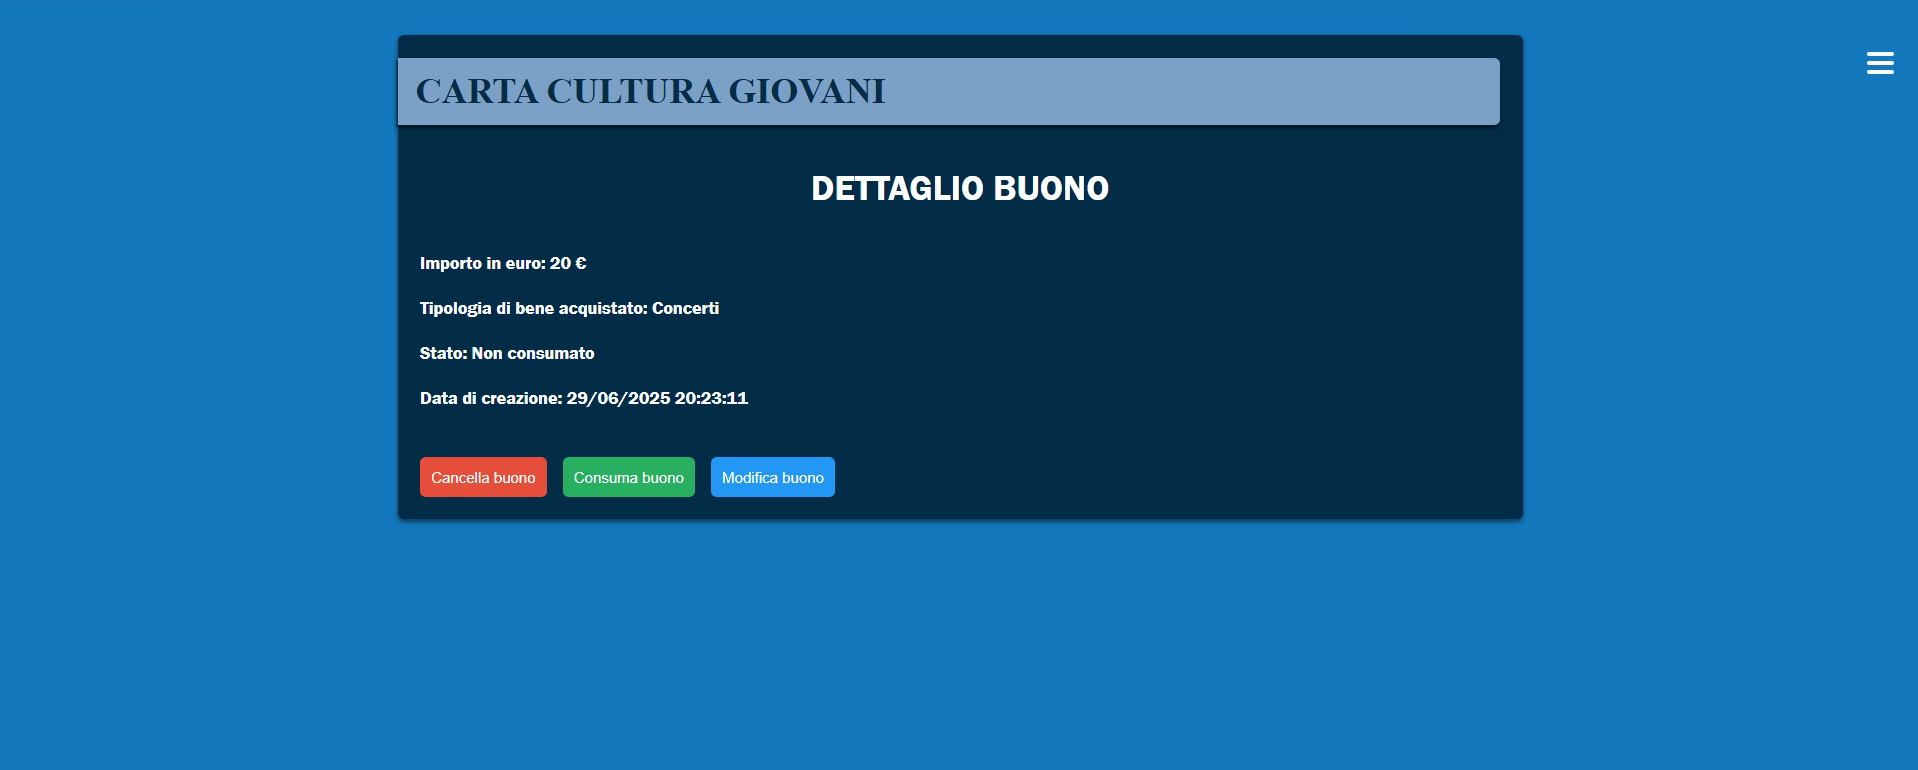 CARTA CULTURA GIOVANI
DETTAGLIO BUONO
Importo in euro: 20 €
Tipologia di bene acquistato: Concerti
Stato: Non consumato
Data di creazione: 29/06/2025 20:23:11
Cancella buono
Consuma buono
Modifica buono